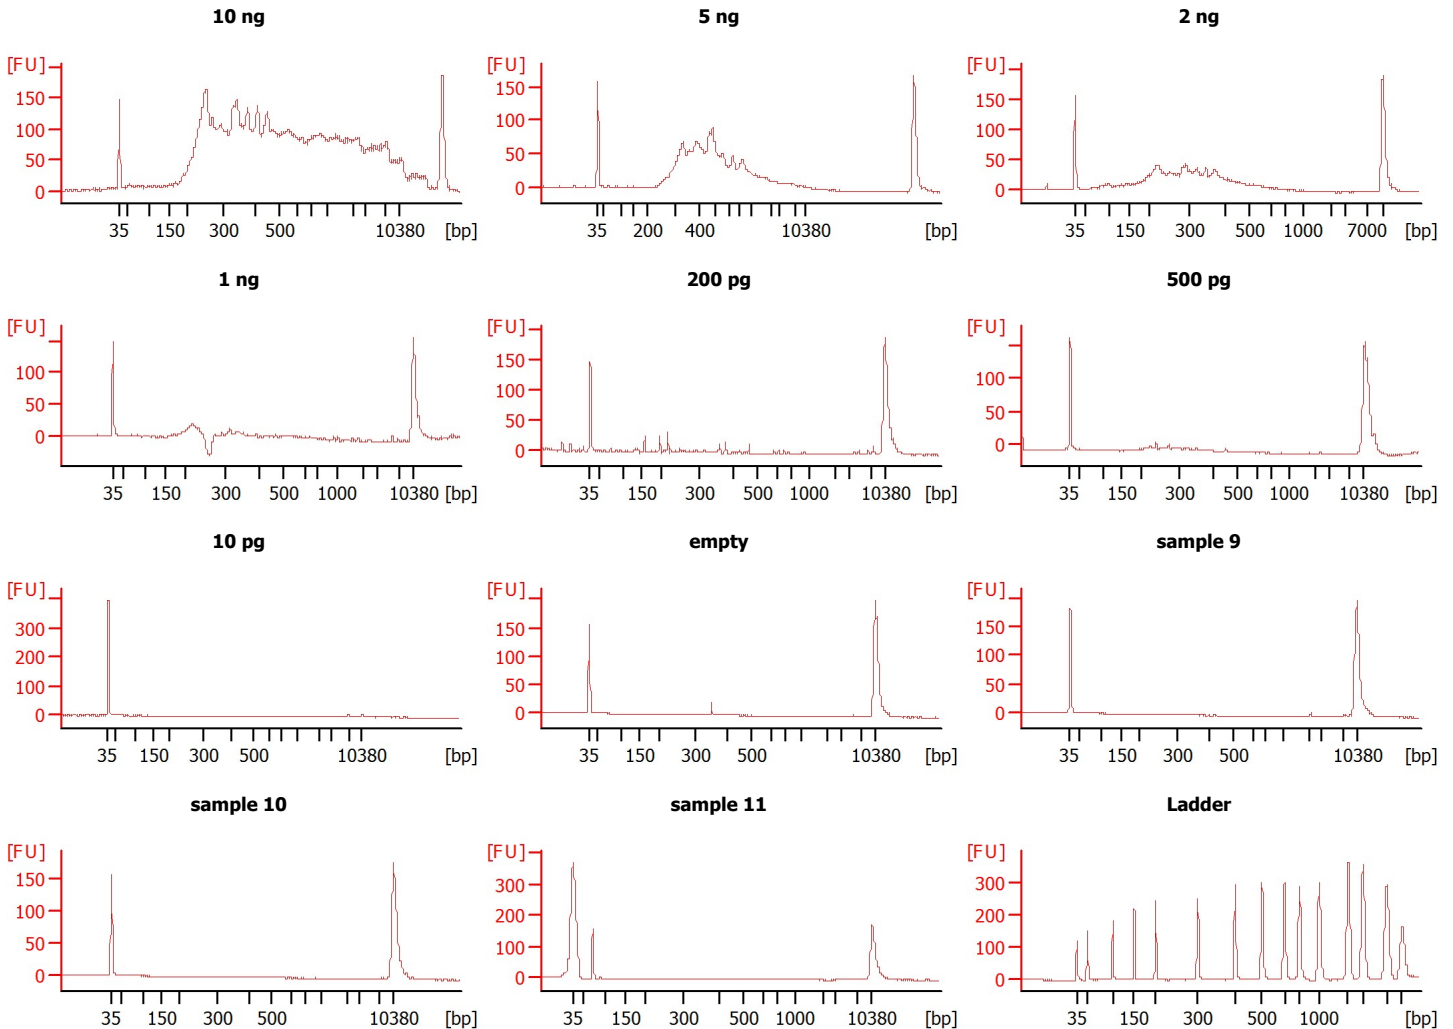 10 ng
[FU]
150
100
50
0
35 150 300 500 10380 [bp]
5 ng
[FU]
150
100
50
0
35 200 400 10380 [bp]
2 ng
[FU]
150
100
50
0
35 150 300 500 1000 7000 [bp]
1 ng
[FU]
100
50
0
35 150 300 500 1000 10380 [bp]
200 pg
[FU]
150
100
50
0
35 150 300 500 1000 10380 [bp]
500 pg
[FU]
100
50
0
35 150 300 500 1000 10380 [bp]
10 pg
[FU]
300
200
100
0
35 150 300 500 10380 [bp]
empty
[FU]
150
100
50
0
35 150 300 500 10380 [bp]
sample 9
[FU]
150
100
50
0
35 150 300 500 10380 [bp]
sample 10
[FU]
150
100
50
0
35 150 300 500 10380 [bp]
sample 11
[FU]
300
200
100
0
35 150 300 500 1000 10380 [bp]
Ladder
[FU]
300
200
100
0
35 150 300 500 1000 [bp]